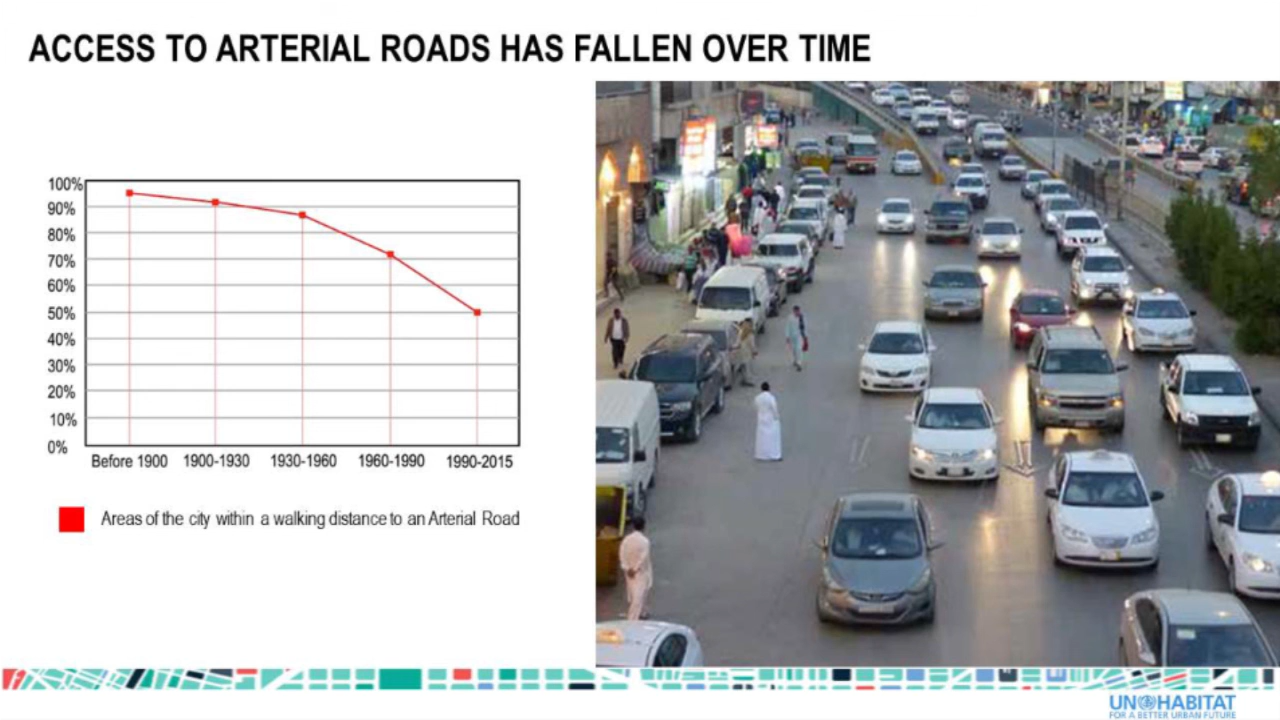 ACCESS TO ARTERIAL ROADS HAS FALLEN OVER TIME
100%
90%
80%
70%
60%
50%
40%
30%
20%
10%
0%
Before 1900 1900-1930 1930-1960 1960-1990 1990-2015
Areas of the city within a walking distance to an Arterial Road
UN HABITAT
FOR A BETTER URBAN FUTURE